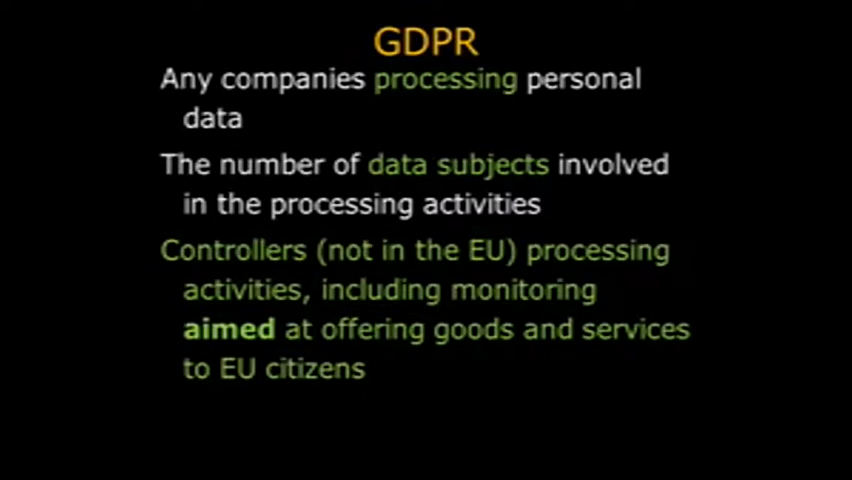 GDPR
Any companies processing personal
data
The number of data subjects involved
in the processing activities
Controllers (not in the EU) processing
activities, including monitoring
aimed at offering goods and services
to EU citizens